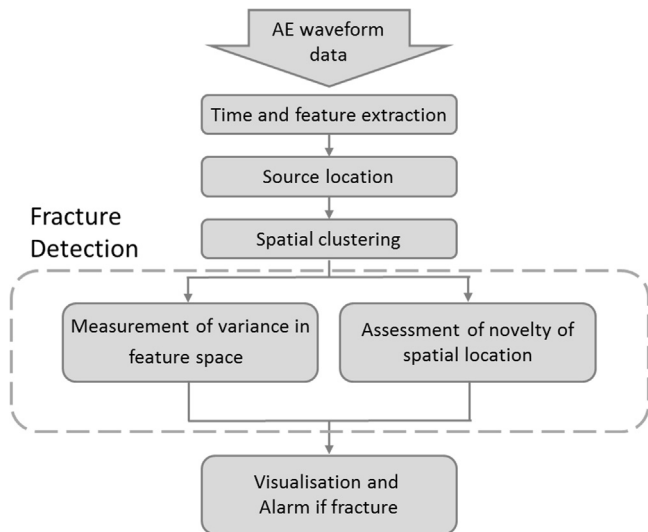 AE waveform
data
Time and feature extraction
Source location
Fracture
Detection
Spatial clustering
Measurement of variance in
feature space
Assessment of novelty of
spatial location
Visualisation and
Alarm if fracture